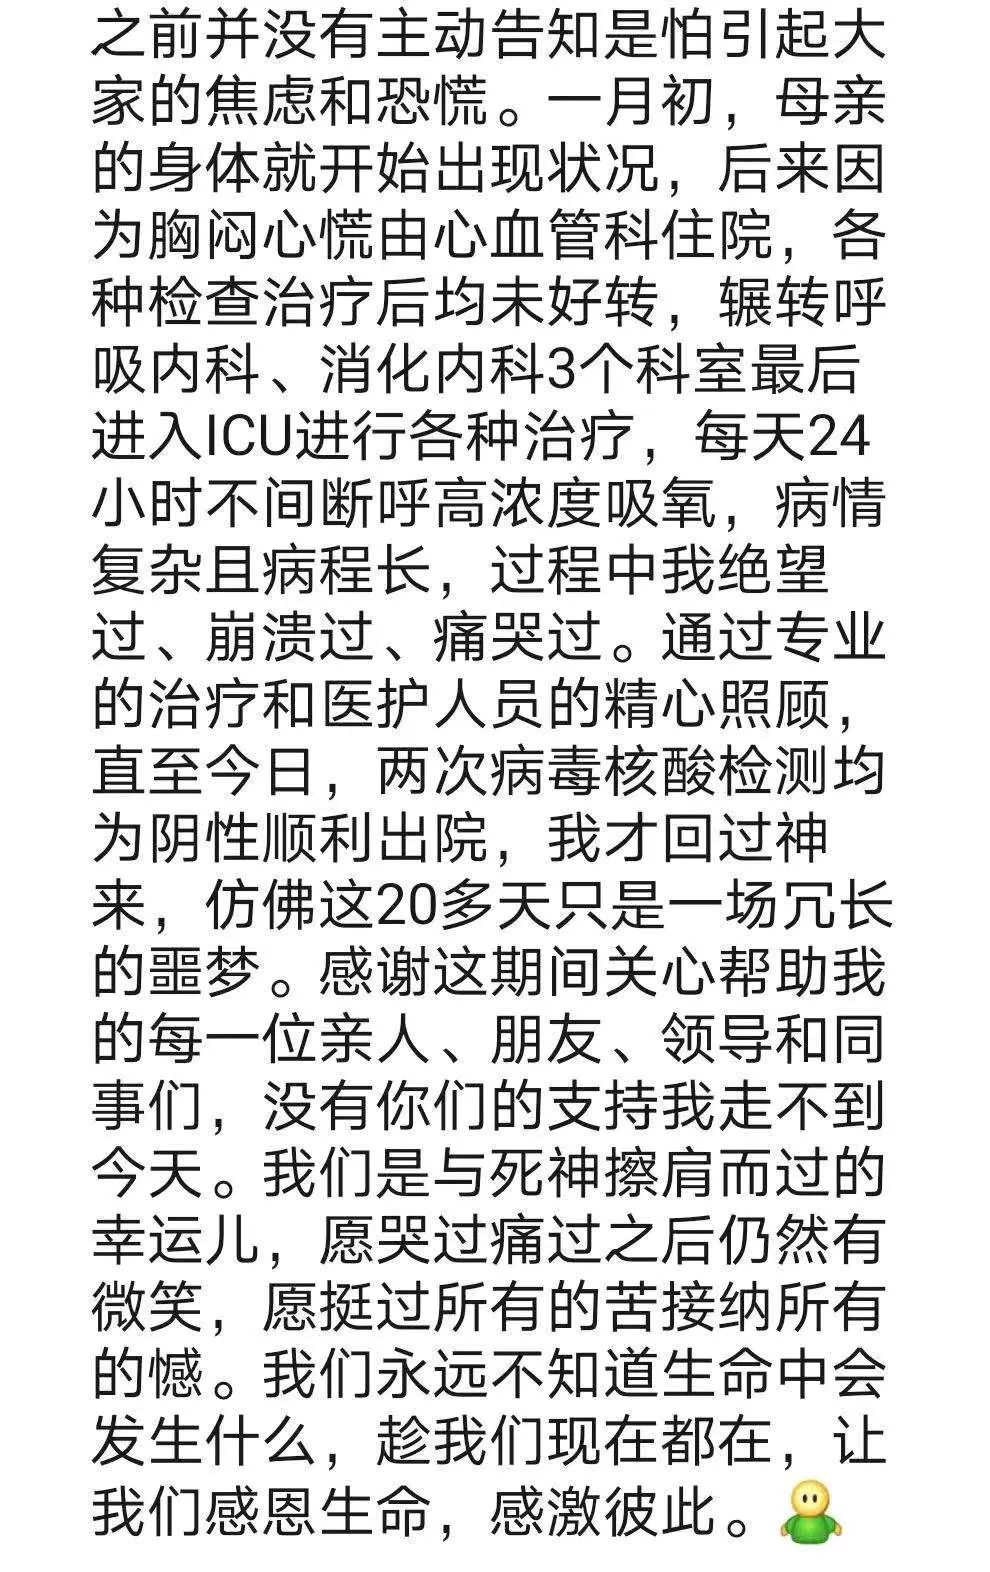 之前并没有主动告知是怕引起大
家的焦虑和恐慌。一月初，母亲
的身体就开始出现状况，后来因
为胸闷心慌由心血管科住院，各
种检查治疗后均未好转，辗转呼
吸内科、消化内科3个科室最后
进入ICU进行各种治疗，每天24
小时不间断呼高浓度吸氧，病情
复杂且病程长，过程中我绝望
过、崩溃过、痛哭过。通过专业
的治疗和医护人员的精心照顾，
直至今日，两次病毒核酸检测均
为阴性顺利出院，我才回过神
来，仿佛这20多天只是一场冗长
的噩梦。感谢这期间关心帮助我
的每一位亲人、朋友、领导和同
事们，没有你们的支持我走不到
今天。我们是与死神擦肩而过的
幸运儿，愿哭过痛过之后仍然有
微笑，愿挺过所有的苦接纳所有
的憾。我们永远不知道生命中会
发生什么，趁我们现在都在，让
我们感恩生命，感激彼此。